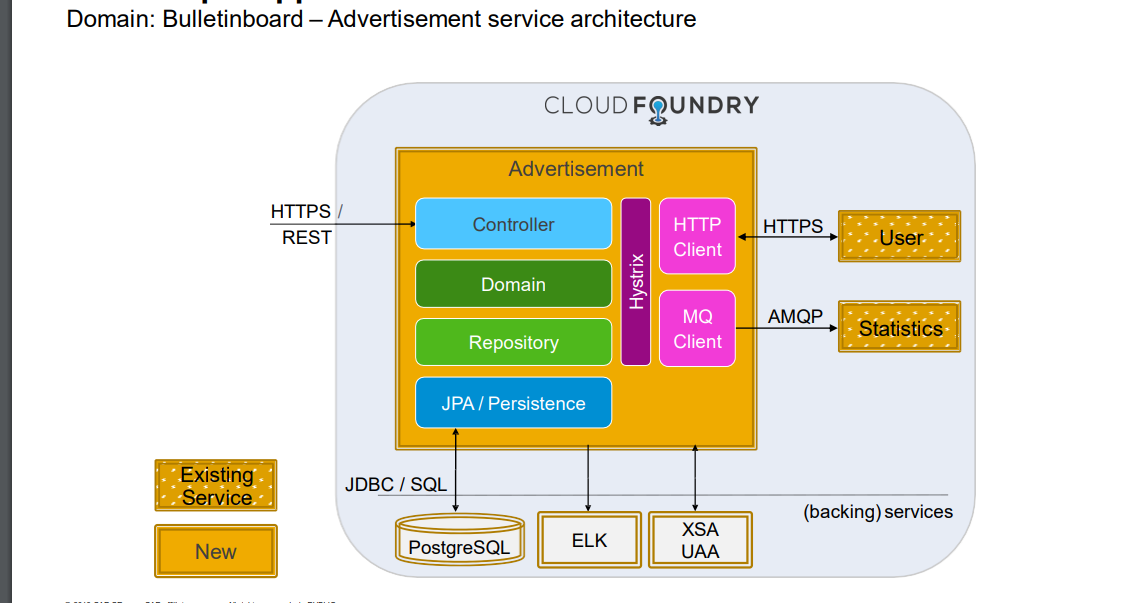 Domain: Bulletinboard – Advertisement service architecture
CLOUD FOUNDRY
Advertisement
HTTPS /
REST
Controller
Domain
Repository
JPA / Persistence
Hystrix
HTTP
Client
MQ
Client
HTTPS
AMQP
User
Statistics
JDBC / SQL
(backing) services
PostgreSQL
ELK
XSA
UAA
Existing
Service
New